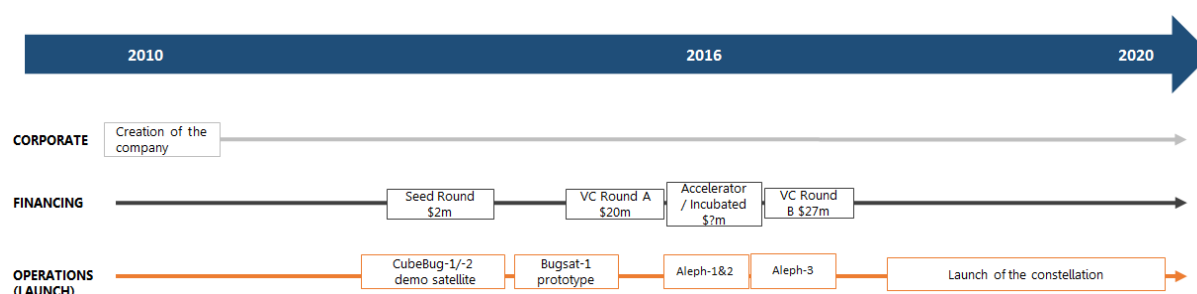 2010 2016 2020
CORPORATE
Creation of the
company
FINANCING
Seed Round
$2m
VC Round A
$20m
Accelerator
/ Incubated
$?m
VC Round
B $27m
OPERATIONS
(LAUNCH)
CubeBug-1/-2
demo satellite
Bugsat-1
prototype
Aleph-1&2
Aleph-3
Launch of the constellation